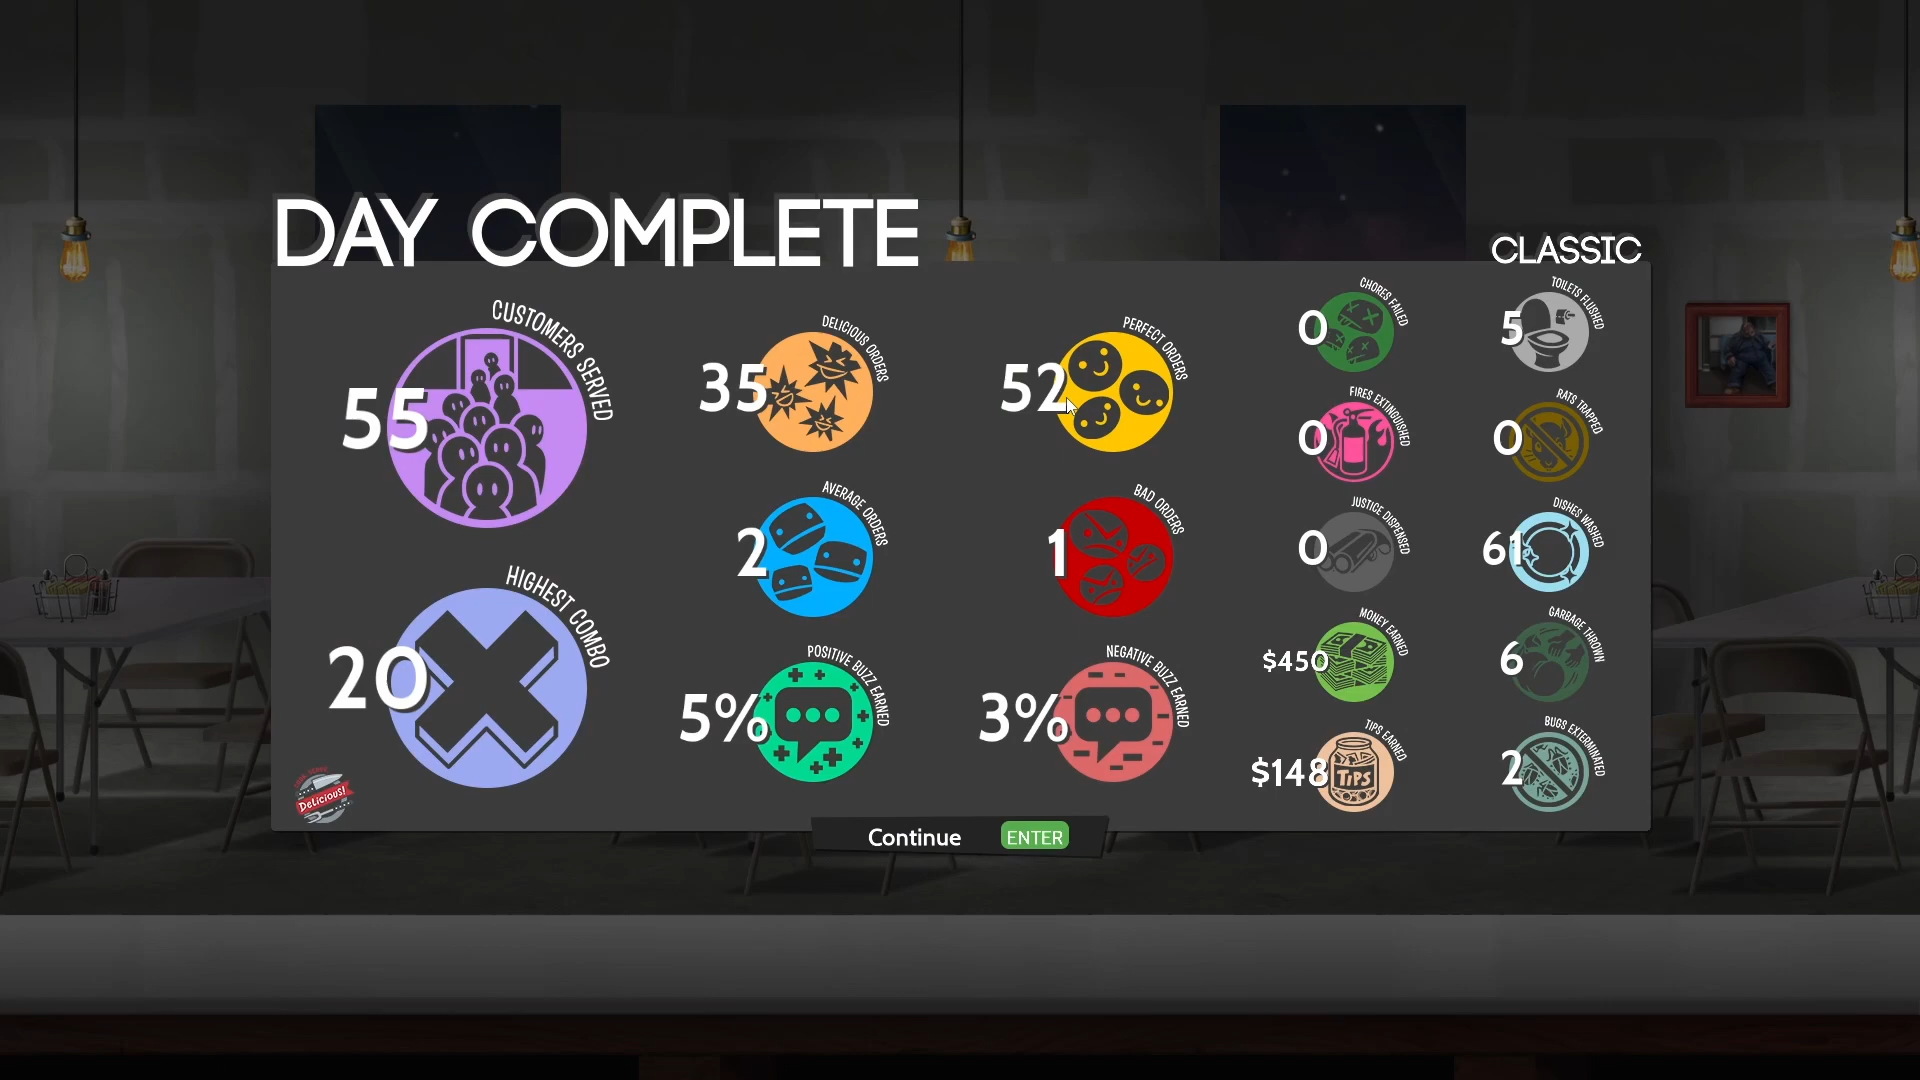 DAY COMPLETE
CLASSIC
CUSTOMERS SERVED
55
DELICIOUS ORDERS
35
PERFECT ORDERS
52
CHORES FAILED
0
TOILETS FLUSHED
5
FIRES EXTINGUISHED
0
RATS TRAPPED
0
AVERAGE ORDERS
2
BAD ORDERS
1
JUSTICE DISPENSED
0
DISHES WASHED
61
HIGHEST COMBO
20
POSITIVE BUZZ EARNED
5%
NEGATIVE BUZZ EARNED
3%
MONEY EARNED
$450
GARBAGE THROWN
6
TIPS EARNED
$148
TIPS
BUGS EXTERMINATED
2
Delicious!
Continue
ENTER